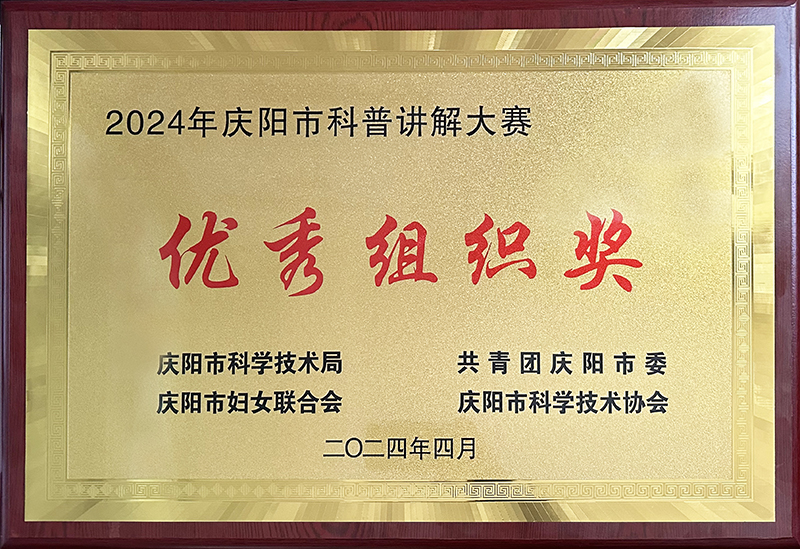 2024年庆阳市科普讲解大赛
优秀组织奖
庆阳市科学技术局 共青团庆阳市委
庆阳市妇女联合会 庆阳市科学技术协会
二〇二四年四月